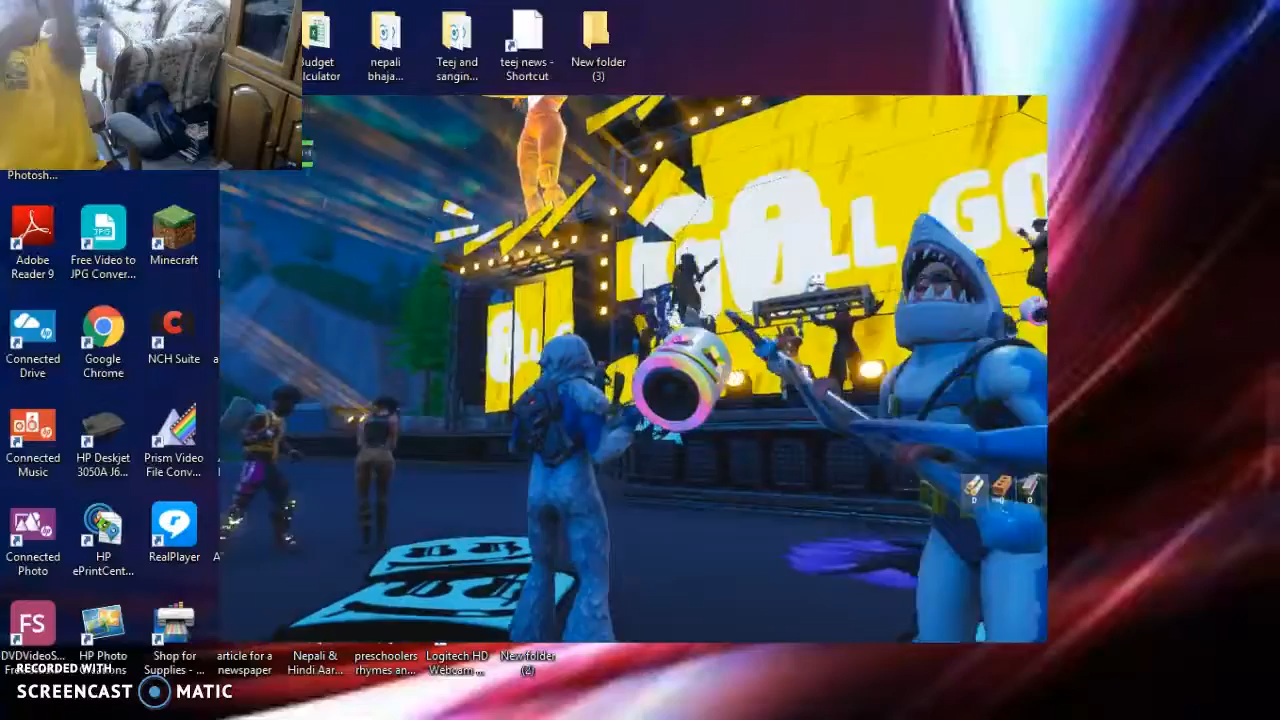 Budget
lculator
nepali
bhaja...
Teej and
sangin...
teej news -
Shortcut
New folder
(3)
Photosh...
Adobe
Reader 9
Free Video to
JPG Conver...
Minecraft
Connected
Drive
Google
Chrome
NCH Suite
Connected
Music
HP Deskjet
3050A J6...
Prism Video
File Conv...
Connected
Photo
HP
ePrintCent...
RealPlayer
FS
DVDVideoS...
HP Photo
Creations
Shop for
Supplies - ...
article for a
newspaper
Nepali &
Hindi Aar...
preschoolers
rhymes an...
Logitech HD
Webcam ...
New folder
(2)
RECORDED WITH
SCREENCAST MATIC